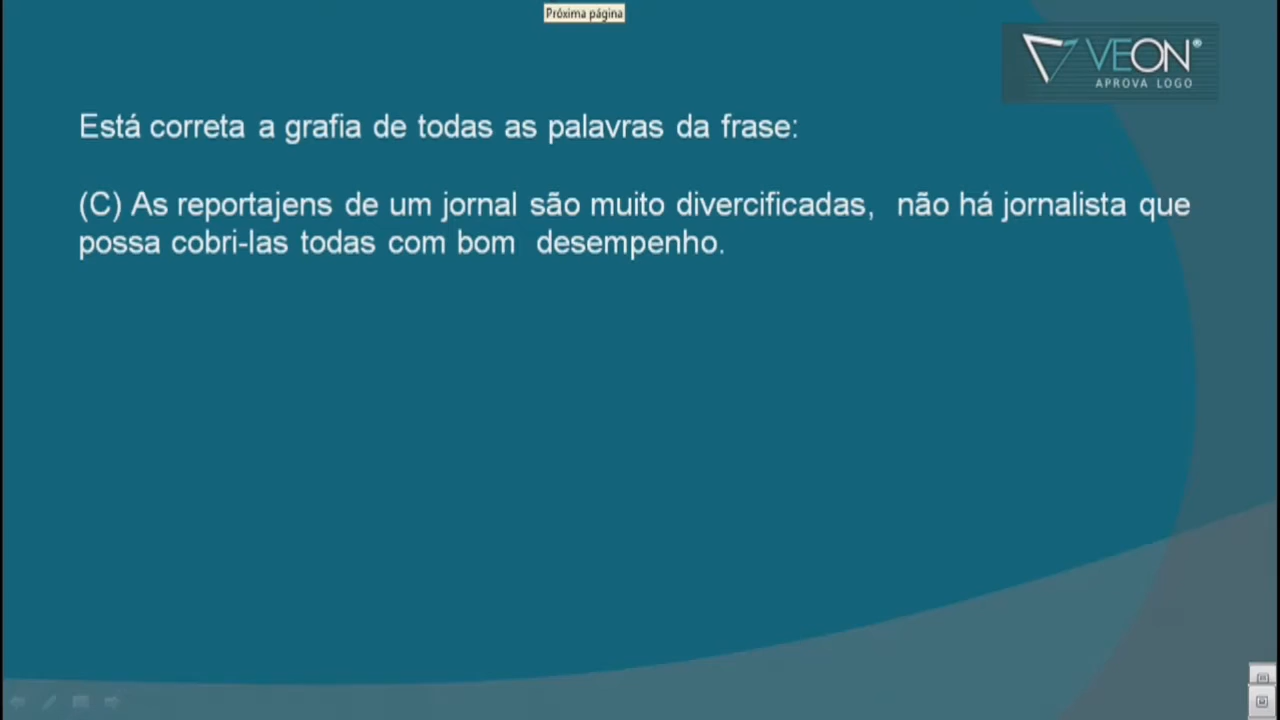 Próxima página
VEON®
APROVA LOGO
Está correta a grafia de todas as palavras da frase:
(C) As reportajens de um jornal são muito divercificadas, não há jornalista que
possa cobri-las todas com bom desempenho.